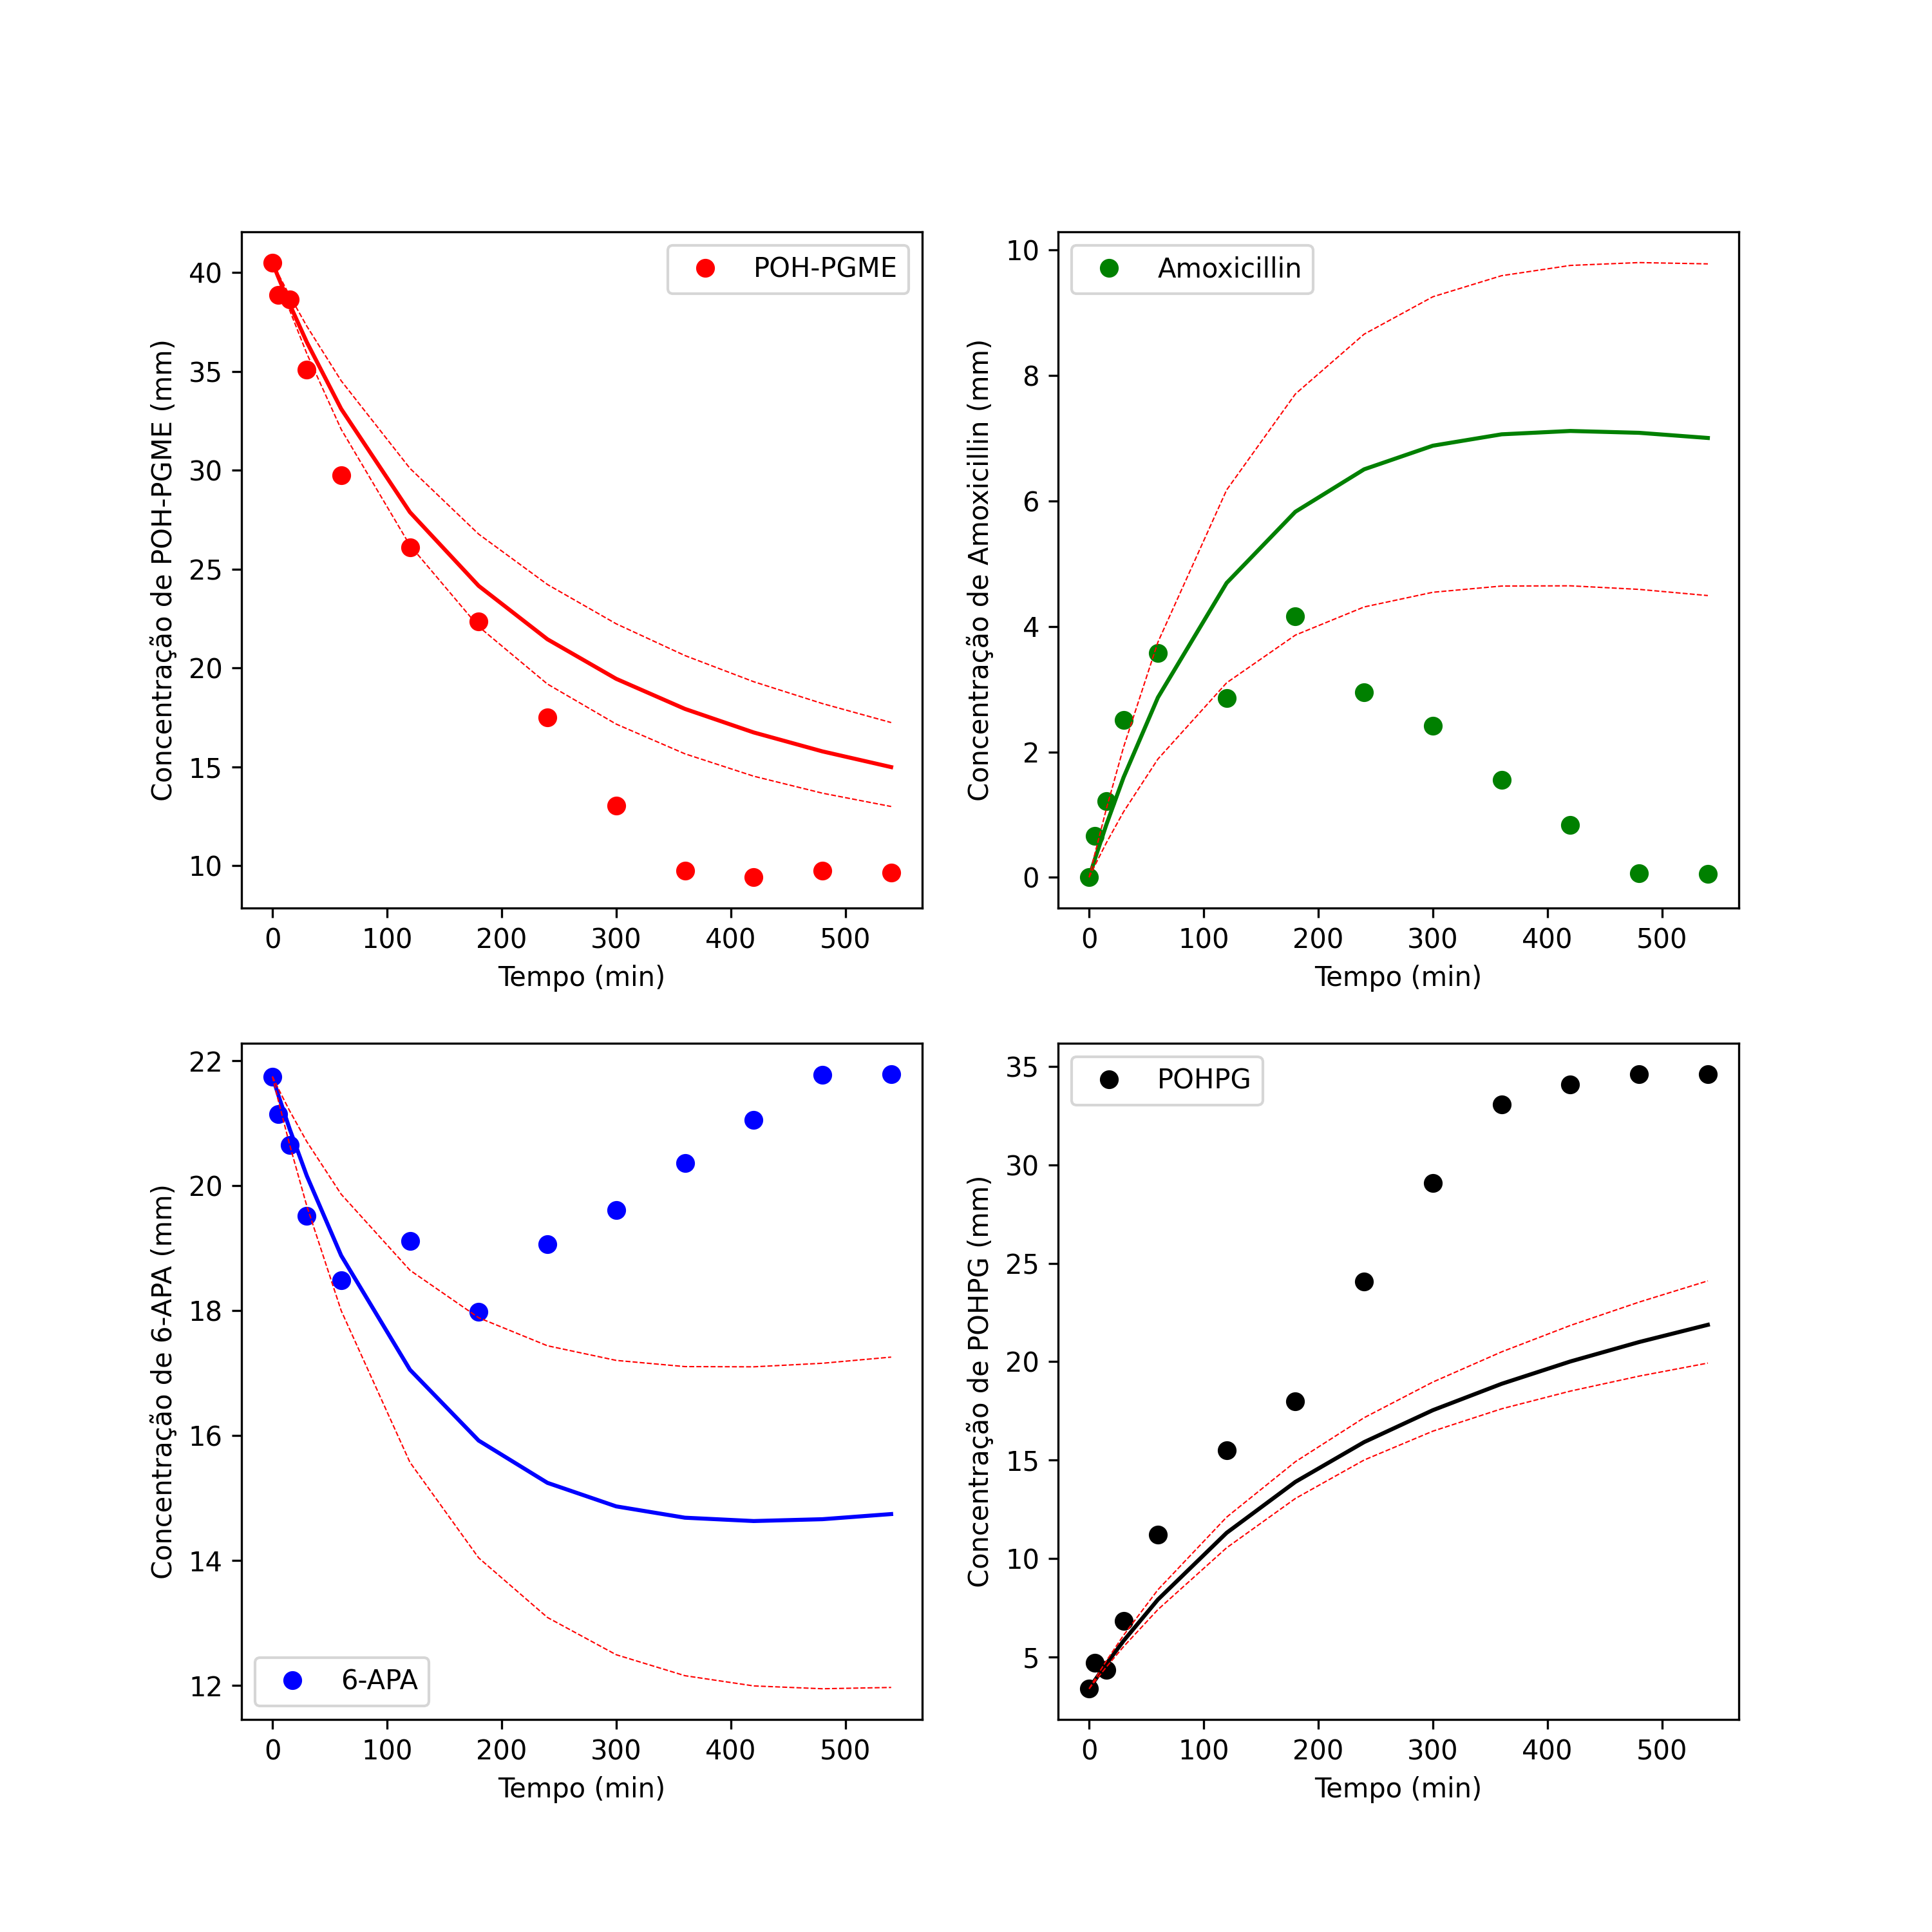 POH-PGME
Concentração de POH-PGME (mm)
40
35
30
25
20
15
10
0 100 200 300 400 500
Tempo (min)
Amoxicillin
Concentração de Amoxicillin (mm)
10
8
6
4
2
0
0 100 200 300 400 500
Tempo (min)
Concentração de 6-APA (mm)
22
20
18
16
14
12
6-APA
0 100 200 300 400 500
Tempo (min)
POHPG
Concentração de POHPG (mm)
35
30
25
20
15
10
5
0 100 200 300 400 500
Tempo (min)